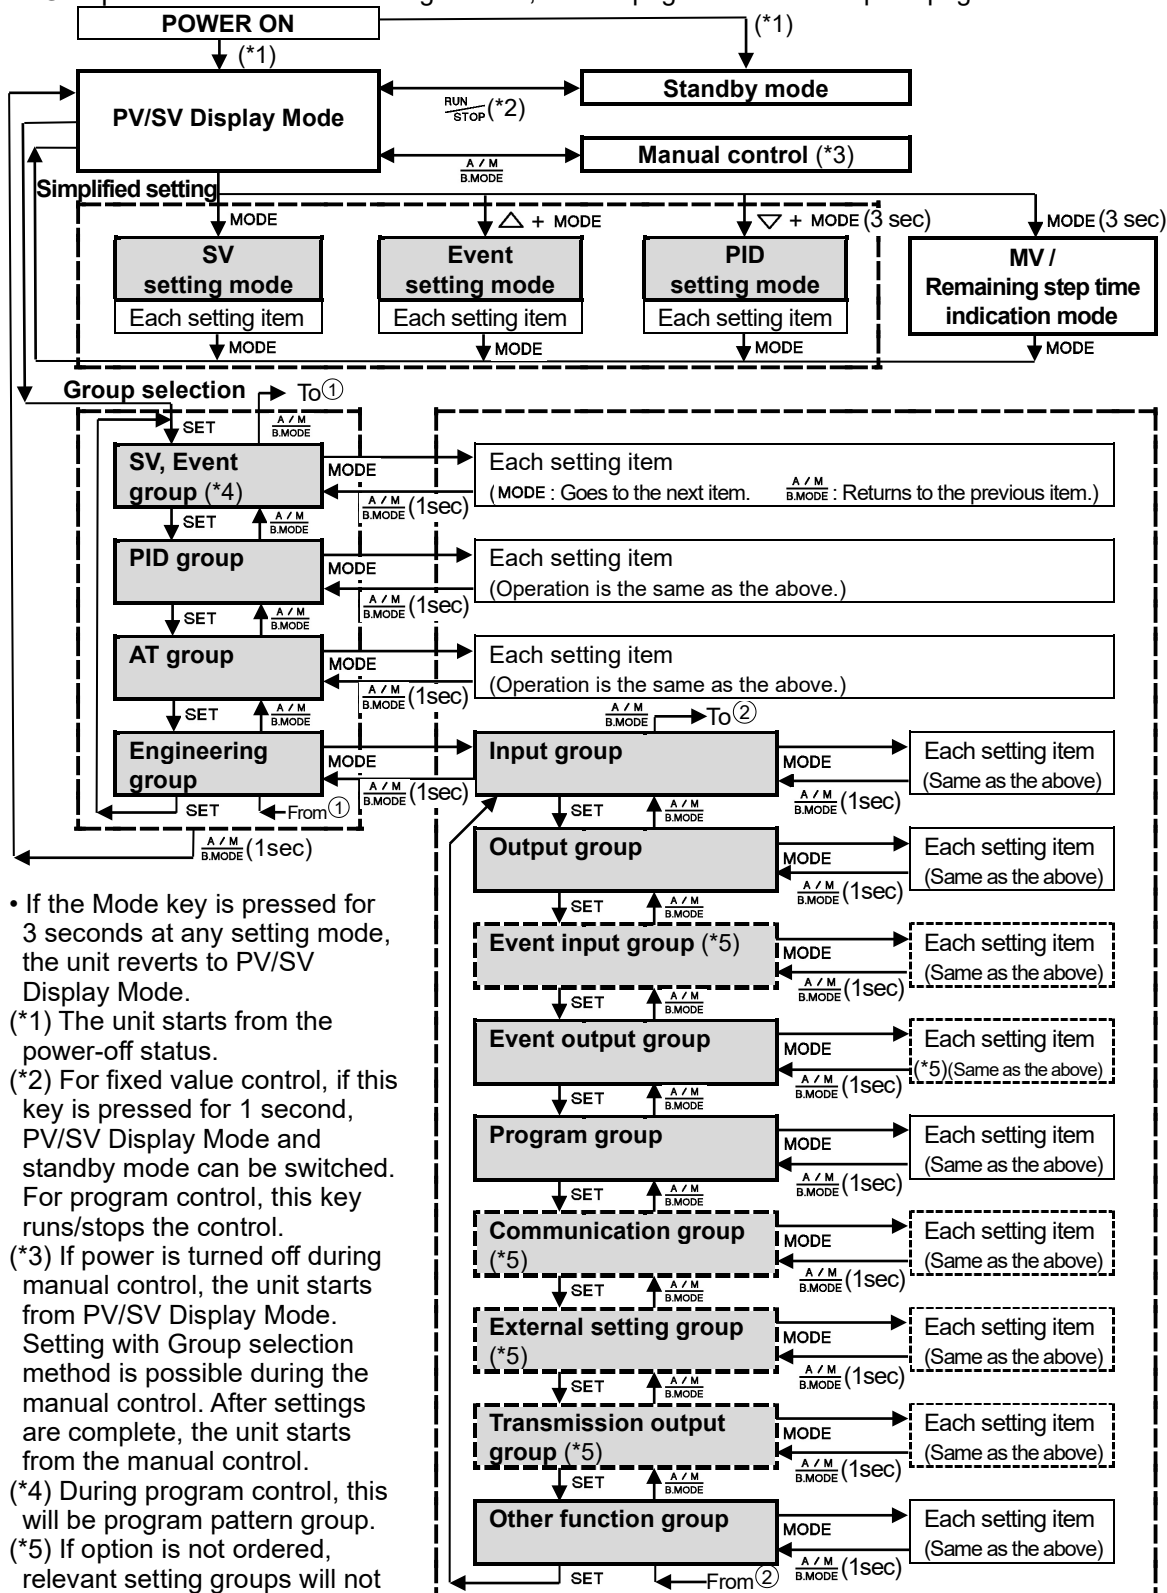 POWER ON
(*1)
(*1)
PV/SV Display Mode
RUN
STOP (*2)
Standby mode
A / M
B.MODE
Manual control (*3)
Simplified setting
MODE
△ + MODE
▽ + MODE (3 sec)
MODE (3 sec)
SV
setting mode
Each setting item
Event
setting mode
Each setting item
PID
setting mode
Each setting item
MV /
Remaining step time
indication mode
MODE
MODE
MODE
MODE
Group selection
To①
SET
A / M
B.MODE
SV, Event
group (*4)
MODE
A / M
B.MODE (1sec)
Each setting item
(MODE : Goes to the next item. A / M B.MODE : Returns to the previous item.)
SET
A / M
B.MODE
PID group
MODE
A / M
B.MODE (1sec)
Each setting item
(Operation is the same as the above.)
SET
A / M
B.MODE
AT group
MODE
A / M
B.MODE (1sec)
Each setting item
(Operation is the same as the above.)
SET
A / M
B.MODE
A / M
B.MODE
To②
Engineering
group
MODE
A / M
B.MODE (1sec)
SET
From①
A / M
B.MODE (1sec)
Input group
MODE
A / M
B.MODE (1sec)
Each setting item
(Same as the above)
SET
A / M
B.MODE
Output group
MODE
A / M
B.MODE (1sec)
Each setting item
(Same as the above)
SET
A / M
B.MODE
Event input group (*5)
MODE
A / M
B.MODE (1sec)
Each setting item
(Same as the above)
SET
A / M
B.MODE
Event output group
MODE
A / M
B.MODE (1sec)
Each setting item
(*5)(Same as the above)
SET
A / M
B.MODE
Program group
MODE
A / M
B.MODE (1sec)
Each setting item
(Same as the above)
SET
A / M
B.MODE
Communication group
(*5)
MODE
A / M
B.MODE (1sec)
Each setting item
(Same as the above)
SET
A / M
B.MODE
External setting group
(*5)
MODE
A / M
B.MODE (1sec)
Each setting item
(Same as the above)
SET
A / M
B.MODE
Transmission output
group (*5)
MODE
A / M
B.MODE (1sec)
Each setting item
(Same as the above)
SET
A / M
B.MODE
Other function group
MODE
A / M
B.MODE (1sec)
Each setting item
(Same as the above)
SET
From②
• If the Mode key is pressed for
3 seconds at any setting mode,
the unit reverts to PV/SV
Display Mode.
(*1) The unit starts from the
power-off status.
(*2) For fixed value control, if this
key is pressed for 1 second,
PV/SV Display Mode and
standby mode can be switched.
For program control, this key
runs/stops the control.
(*3) If power is turned off during
manual control, the unit starts
from PV/SV Display Mode.
Setting with Group selection
method is possible during the
manual control. After settings
are complete, the unit starts
from the manual control.
(*4) During program control, this
will be program pattern group.
(*5) If option is not ordered,
relevant setting groups will not